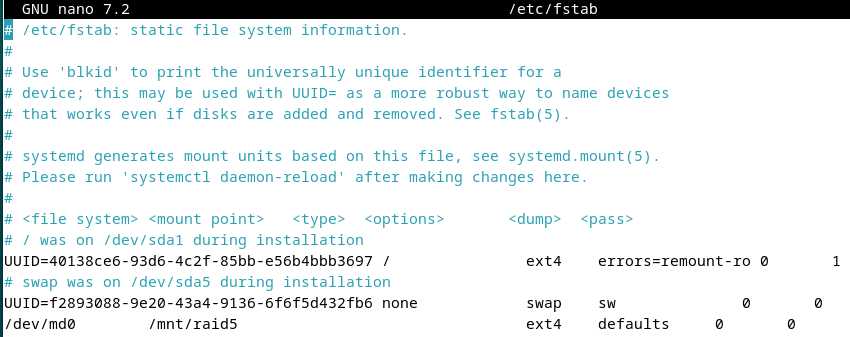 GNU nano 7.2 /etc/fstab
# /etc/fstab: static file system information.
#
# Use 'blkid' to print the universally unique identifier for a
# device; this may be used with UUID= as a more robust way to name devices
# that works even if disks are added and removed. See fstab(5).
#
# systemd generates mount units based on this file, see systemd.mount(5).
# Please run 'systemctl daemon-reload' after making changes here.
#
# <file system> <mount point>   <type>  <options>       <dump>  <pass>
# / was on /dev/sda1 during installation
UUID=40138ce6-93d6-4c2f-85bb-e56b4bbb3697 /               ext4    errors=remount-ro 0       1
# swap was on /dev/sda5 during installation
UUID=f2893088-9e20-43a4-9136-6f6f5d432fb6 none            swap    sw              0       0
/dev/md0        /mnt/raid5                                ext4    defaults     0       0